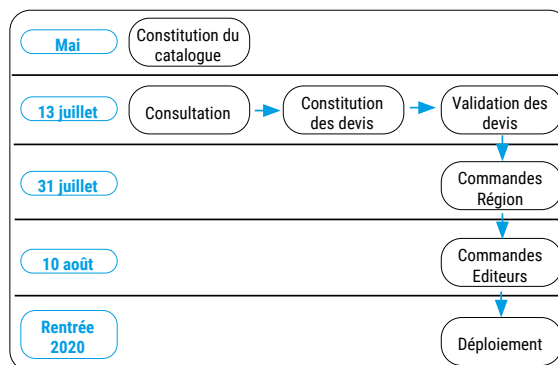 Mai
Constitution du
catalogue
13 juillet
Consultation
Constitution
des devis
Validation des
devis
31 juillet
Commandes
Région
10 août
Commandes
Editeurs
Rentrée
2020
Déploiement